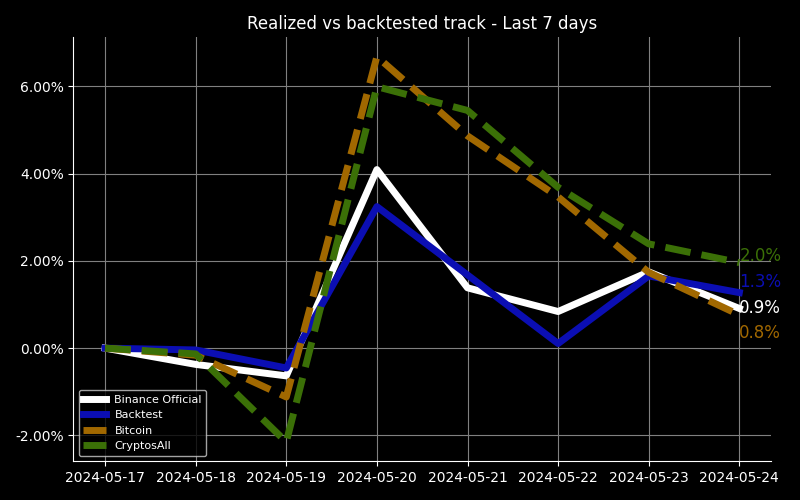 Realized vs backtested track - Last 7 days
6.00%
4.00%
2.00%
0.00%
-2.00%
2.0%
1.3%
0.9%
0.8%
Binance Official
Backtest
Bitcoin
CryptosAll
2024-05-17 2024-05-18 2024-05-19 2024-05-20 2024-05-21 2024-05-22 2024-05-23 2024-05-24